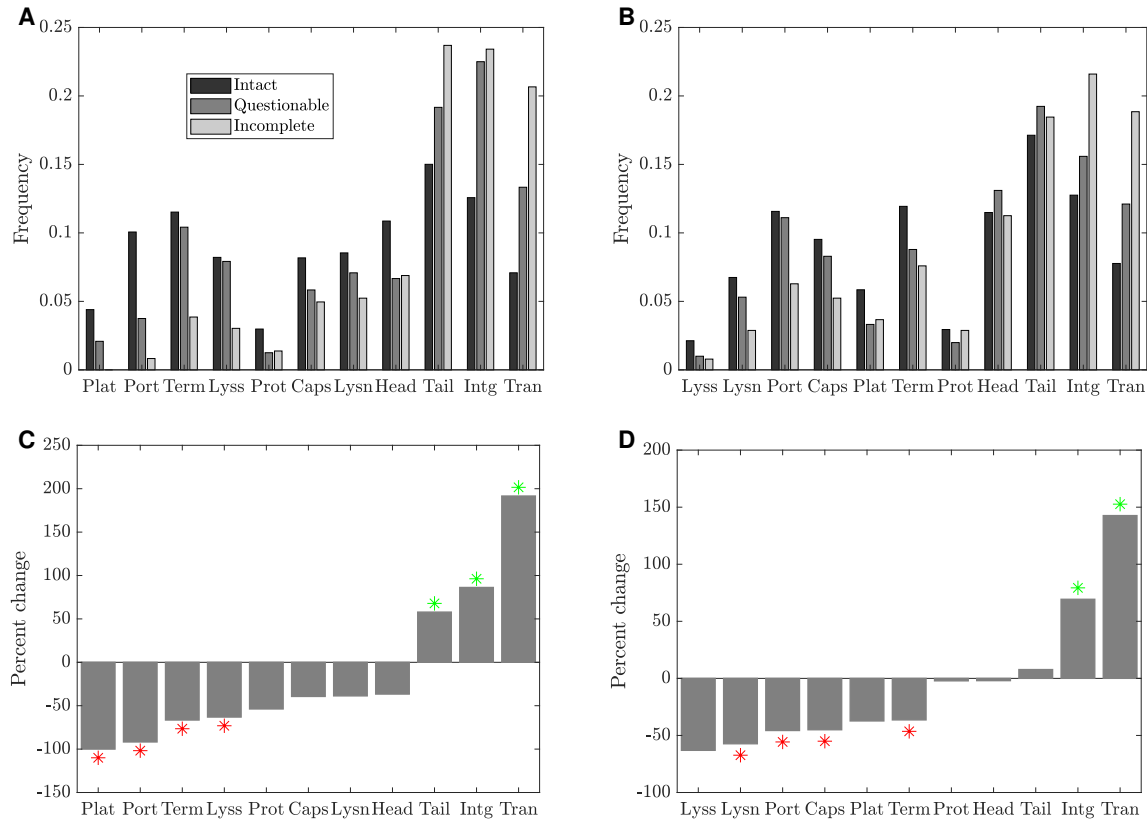 A
Frequency
0.25
0.2
0.15
0.1
0.05
0
Intact
Questionable
Incomplete
Plat Port Term Lyss Prot Caps Lysn Head Tail Intg Tran
B
Frequency
0.25
0.2
0.15
0.1
0.05
0
Lyss Lysn Port Caps Plat Term Prot Head Tail Intg Tran
C
Percent change
250
200
150
100
50
0
-50
-100
-150
Plat Port Term Lyss Prot Caps Lysn Head Tail Intg Tran
D
Percent change
200
150
100
50
0
-50
-100
Lyss Lysn Port Caps Plat Term Prot Head Tail Intg Tran